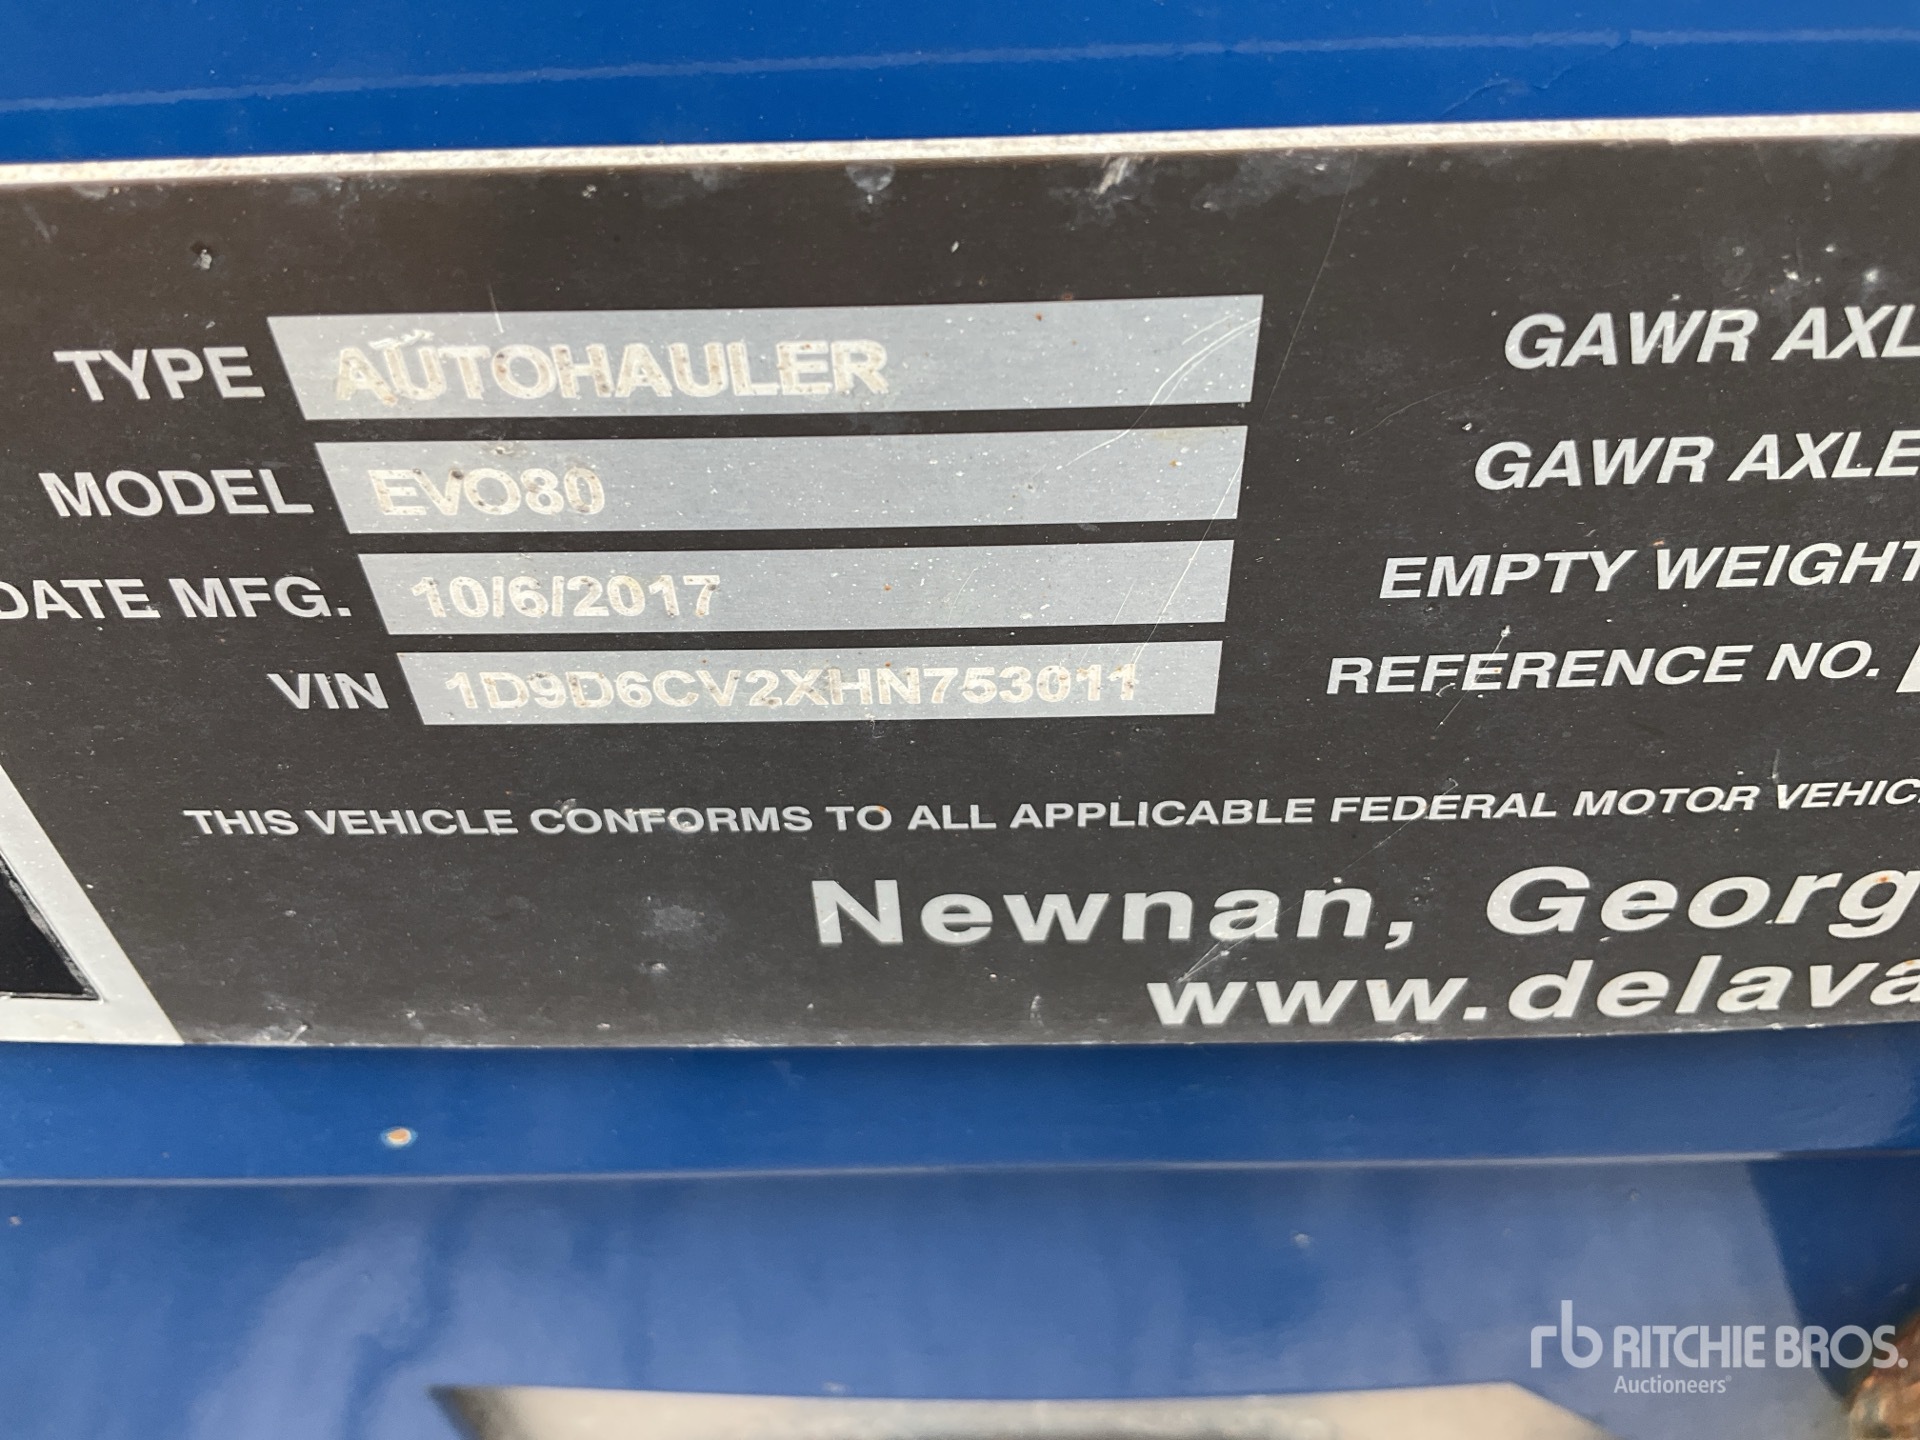 TYPE AUTOHAULER GAWR AXL
MODEL EVO80 GAWR AXLE
DATE MFG. 10/6/2017 EMPTY WEIGHT
VIN 1D9D6CV2XHN753011 REFERENCE NO.
THIS VEHICLE CONFORMS TO ALL APPLICABLE FEDERAL MOTOR VEHIC
Newnan, Georg
www.delava
rb RITCHIE BROS.
Auctioneers